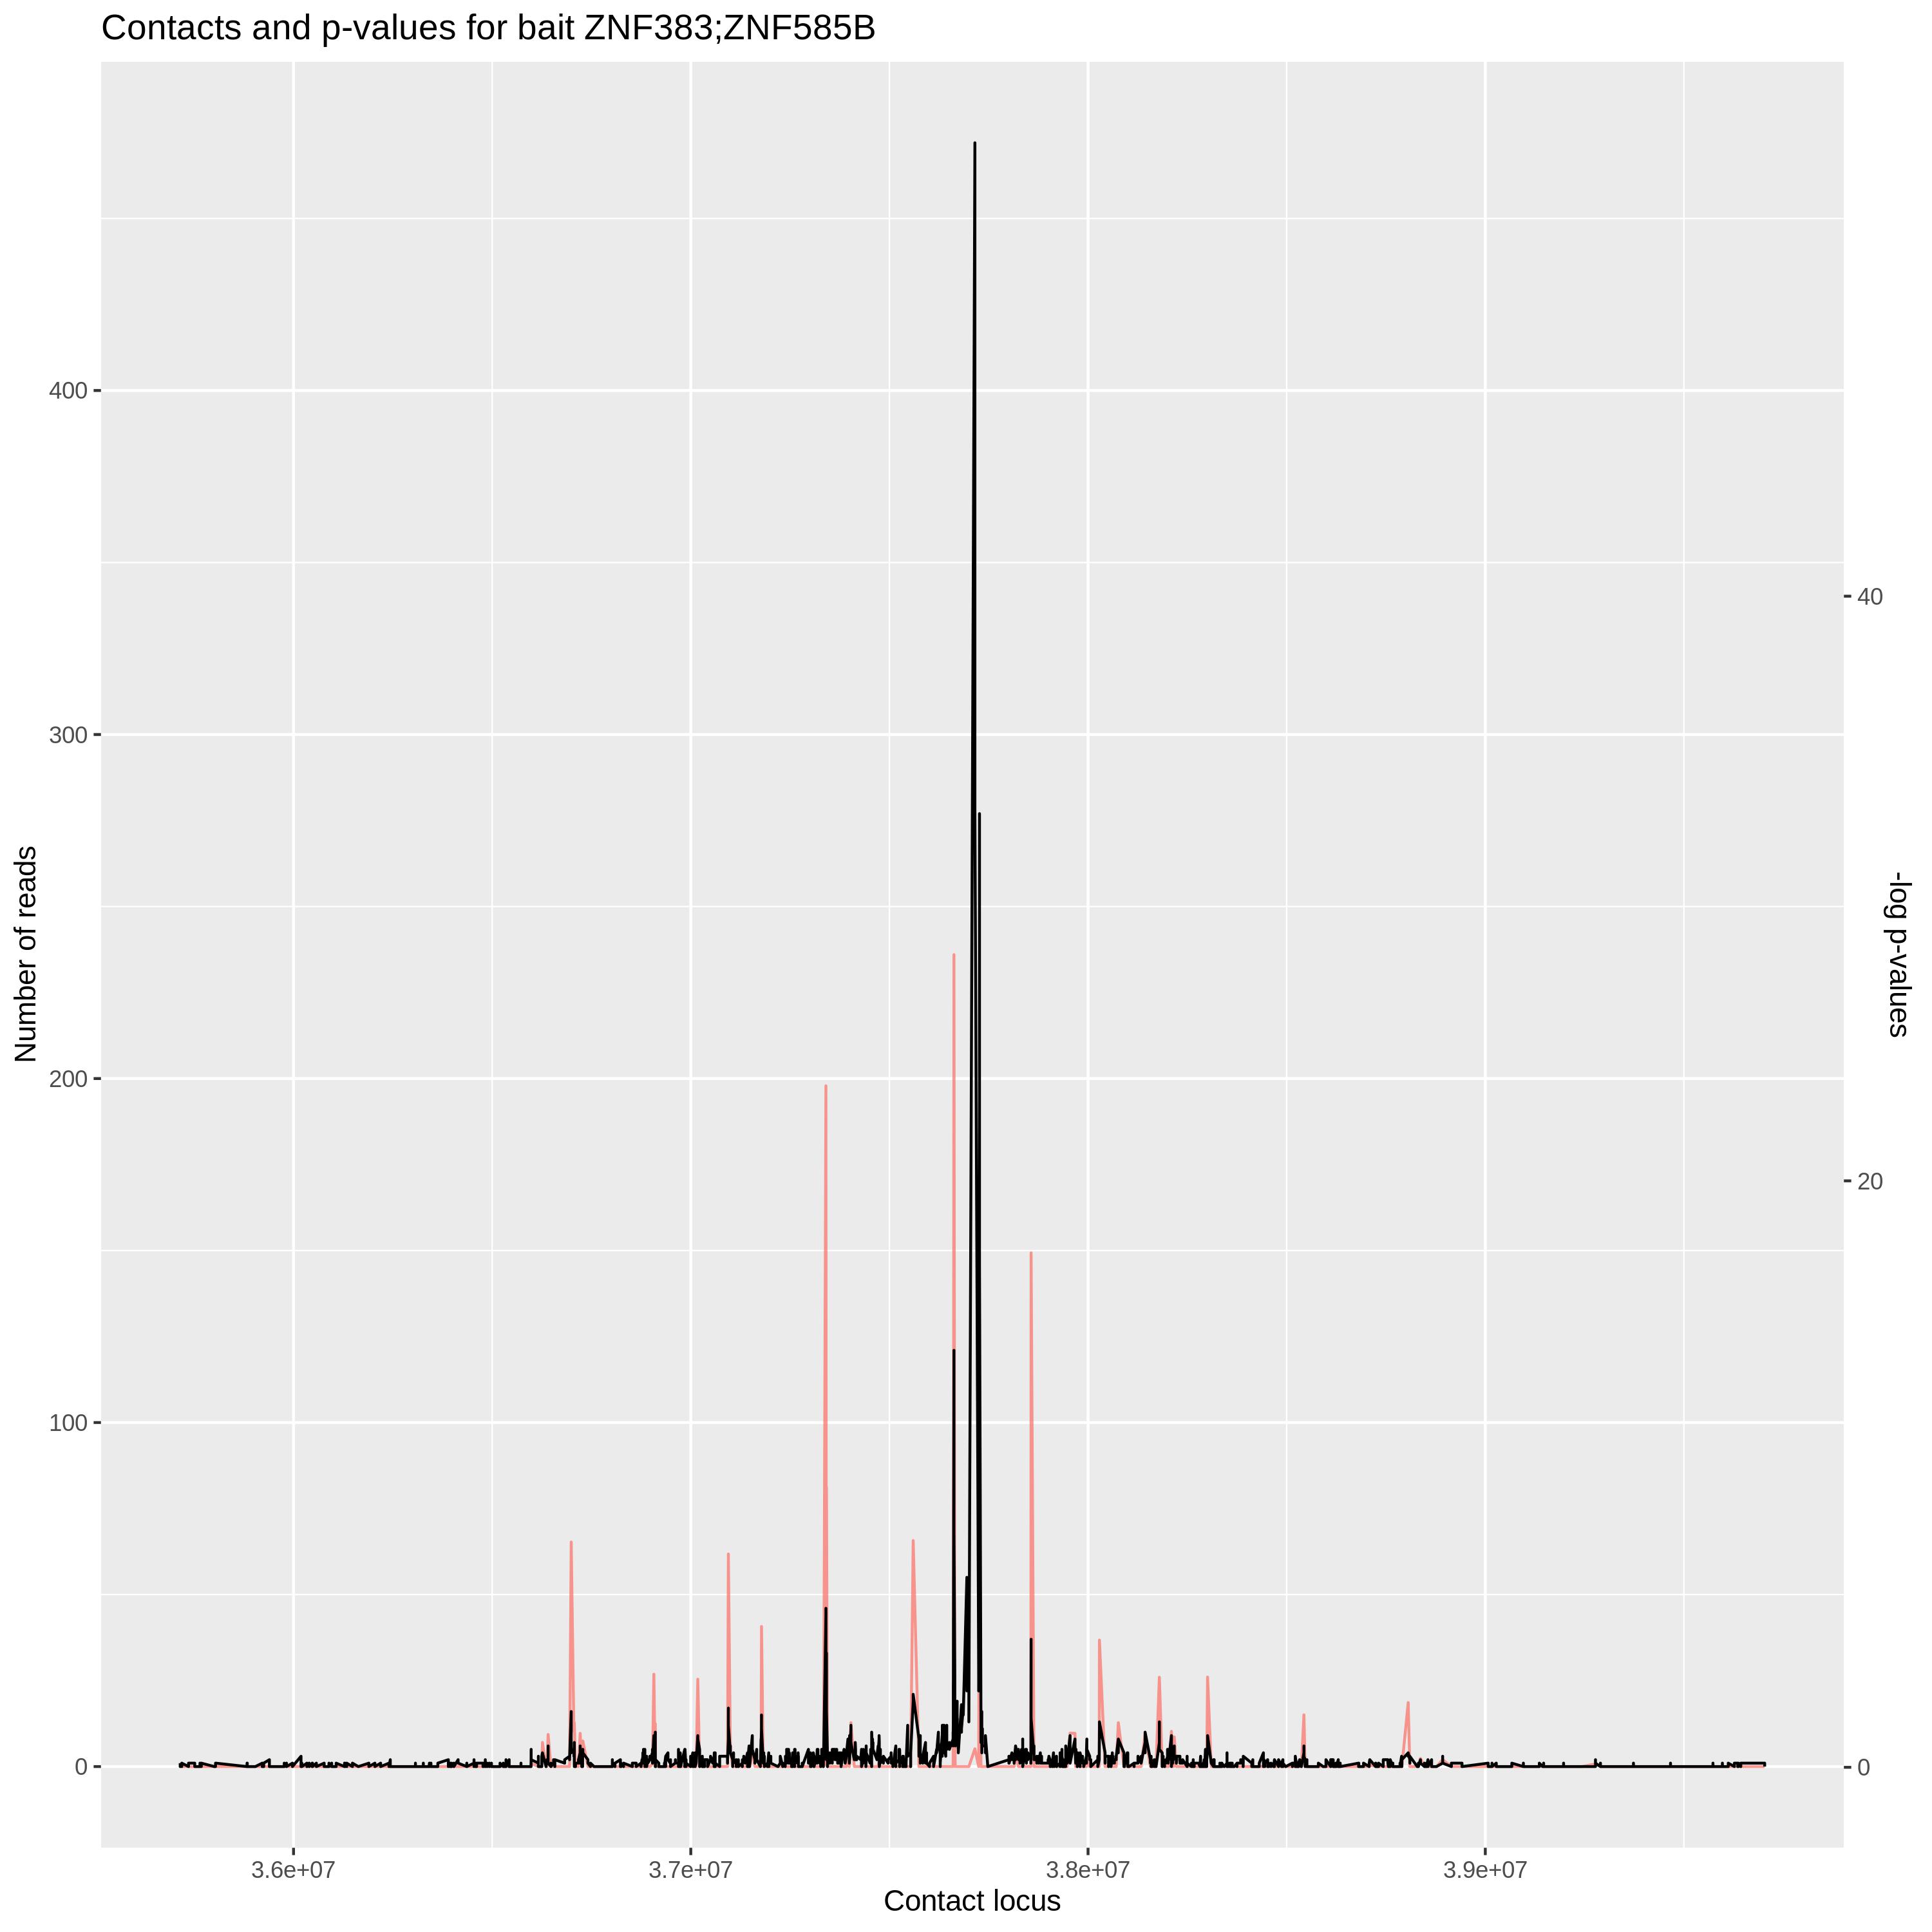 Contacts and p-values for bait ZNF383;ZNF585B
Number of reads
400
300
200
100
0
40
20
0
-log p-values
3.6e+07
3.7e+07
3.8e+07
3.9e+07
Contact locus